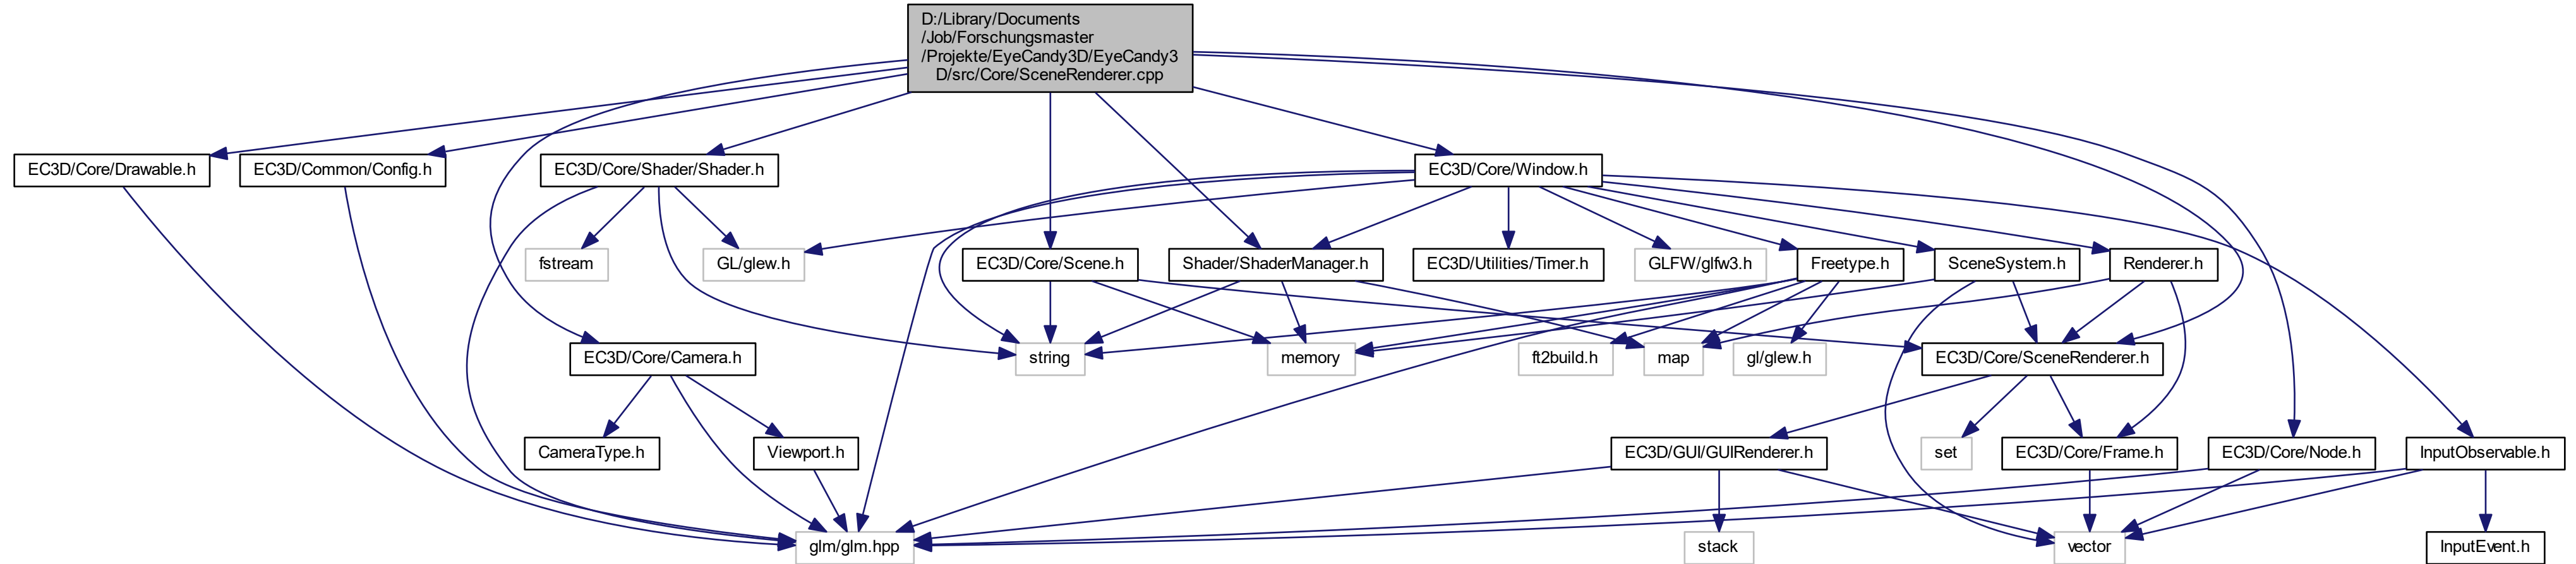 D:/Library/Documents
/Job/Forschungsmaster
/Projekte/EyeCandy3D/EyeCandy3
D/src/Core/SceneRenderer.cpp
EC3D/Core/Drawable.h
EC3D/Common/Config.h
EC3D/Core/Shader/Shader.h
EC3D/Core/Window.h
fstream
GL/glew.h
EC3D/Core/Scene.h
Shader/ShaderManager.h
EC3D/Utilities/Timer.h
GLFW/glfw3.h
Freetype.h
SceneSystem.h
Renderer.h
EC3D/Core/Camera.h
string
memory
ft2build.h
map
gl/glew.h
EC3D/Core/SceneRenderer.h
CameraType.h
Viewport.h
EC3D/GUI/GUIRenderer.h
set
EC3D/Core/Frame.h
EC3D/Core/Node.h
InputObservable.h
glm/glm.hpp
stack
vector
InputEvent.h